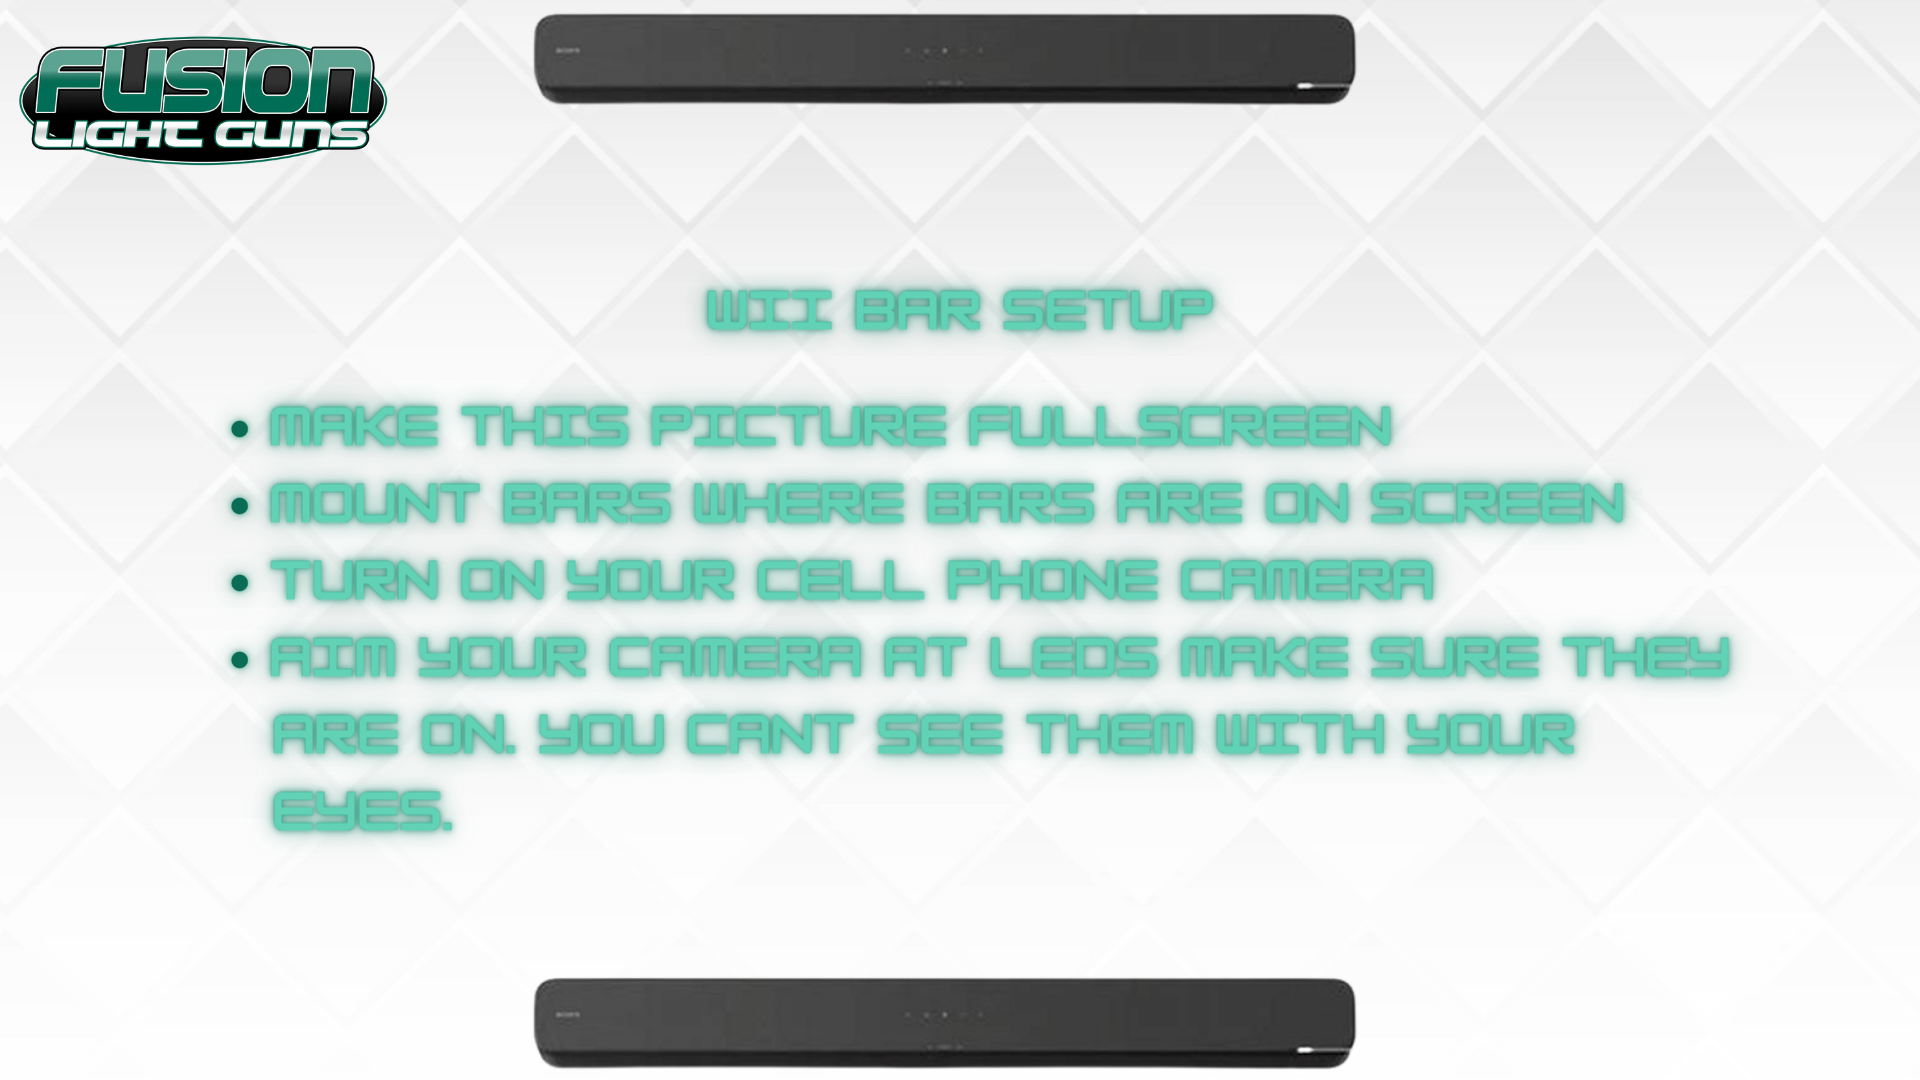 FUSION
LIGHT GUNS
WII BAR SETUP
• MAKE THIS PICTURE FULLSCREEN
• MOUNT BARS WHERE BARS ARE ON SCREEN
• TURN ON YOUR CELL PHONE CAMERA
• AIM YOUR CAMERA AT LEDS MAKE SURE THEY
ARE ON. YOU CANT SEE THEM WITH YOUR
EYES.